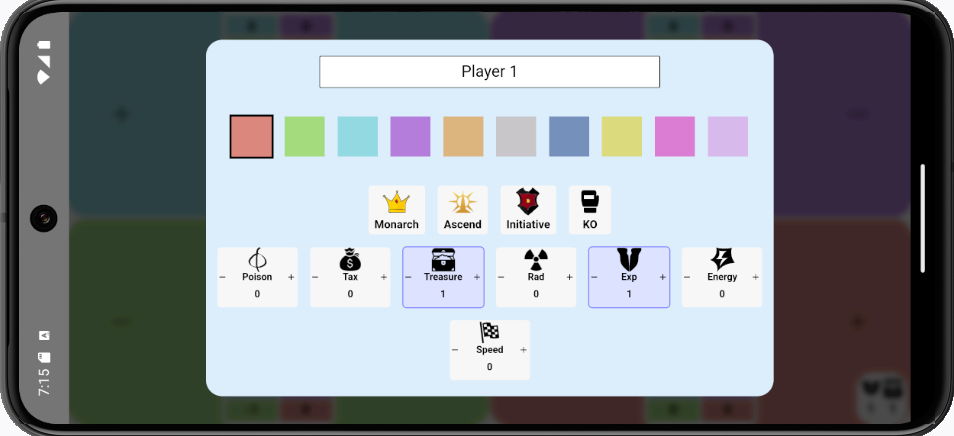 Player 1
Monarch
Ascend
Initiative
KO
− Poison +
0
− Tax +
0
− Treasure +
1
− Rad +
0
− Exp +
1
− Energy +
0
− Speed +
0
7:15
A